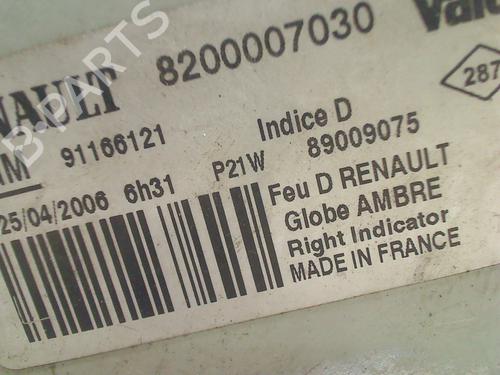 8200007030
91166121
Indice D
89009075
287
25/04/2006 6h31
P21W
Feu D RENAULT
Globe AMBRE
Right Indicator
MADE IN FRANCE
B PARTS